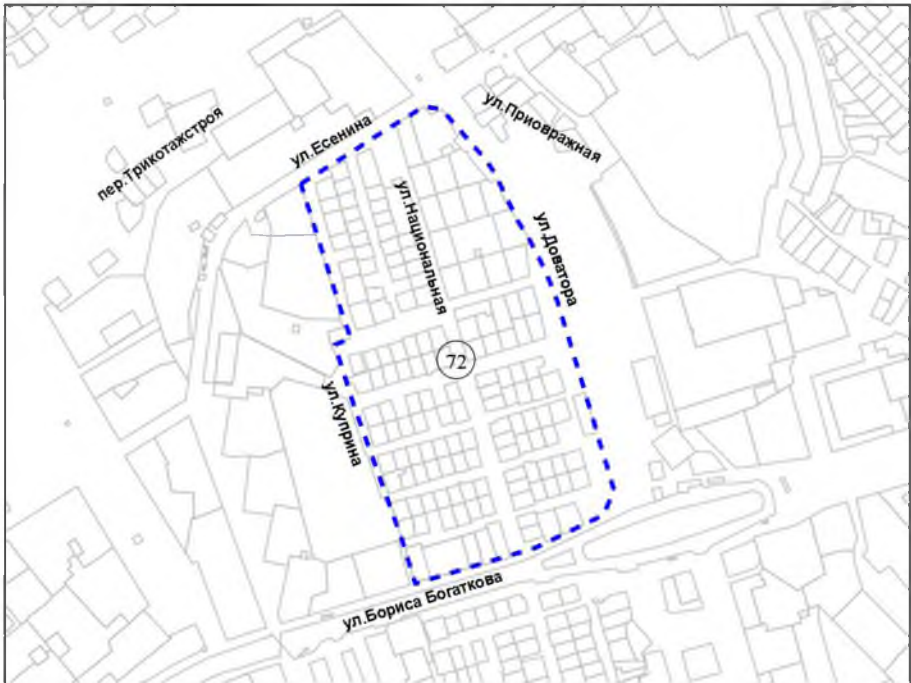 ул.Приовражная
пер.Трикотажстроя
ул.Есенина
ул.Национальная
ул.Доватора
72
ул.Куприна
ул.Бориса Богаткова